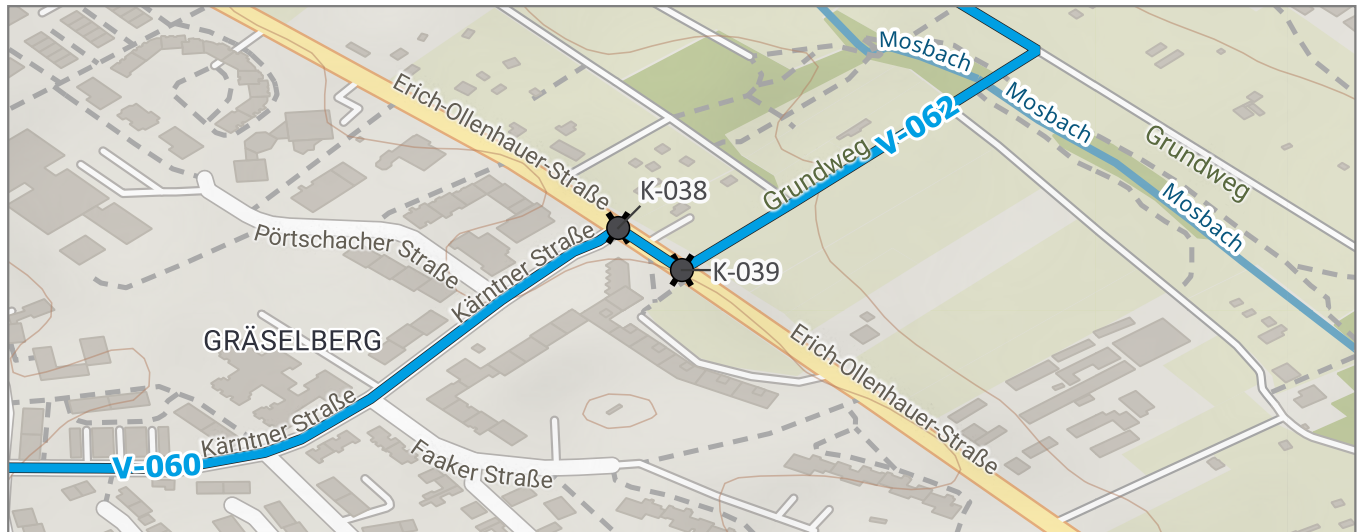 Mosbach
Erich-Ollenhauer-Straße
Mosbach
V-062
Grundweg
Grundweg
K-038
Mosbach
Pörtschacher Straße
Kärntner Straße
K-039
GRÄSELBERG
Erich-Ollenhauer-Straße
Kärntner Straße
V-060
Faaker Straße